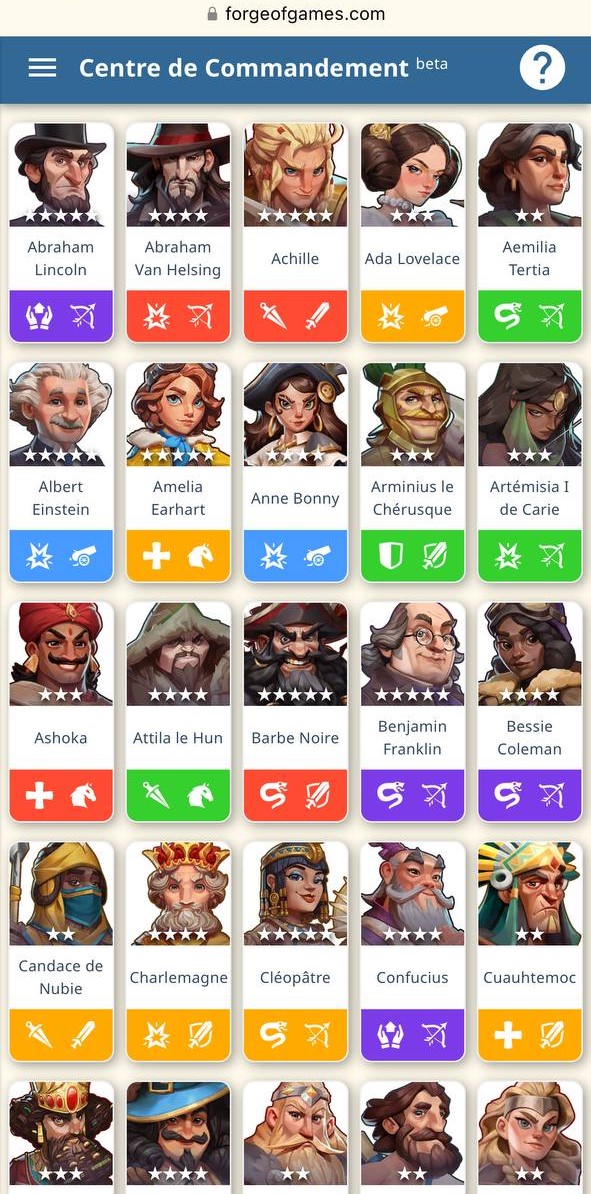 forgeofgames.com
Centre de Commandement beta
?
Abraham
Lincoln
Abraham
Van Helsing
Achille
Ada Lovelace
Aemilia
Tertia
Albert
Einstein
Amelia
Earhart
Anne Bonny
Arminius le
Chérusque
Artémisia I
de Carie
Ashoka
Attila le Hun
Barbe Noire
Benjamin
Franklin
Bessie
Coleman
Candace de
Nubie
Charlemagne
Cléopâtre
Confucius
Cuauhtemoc